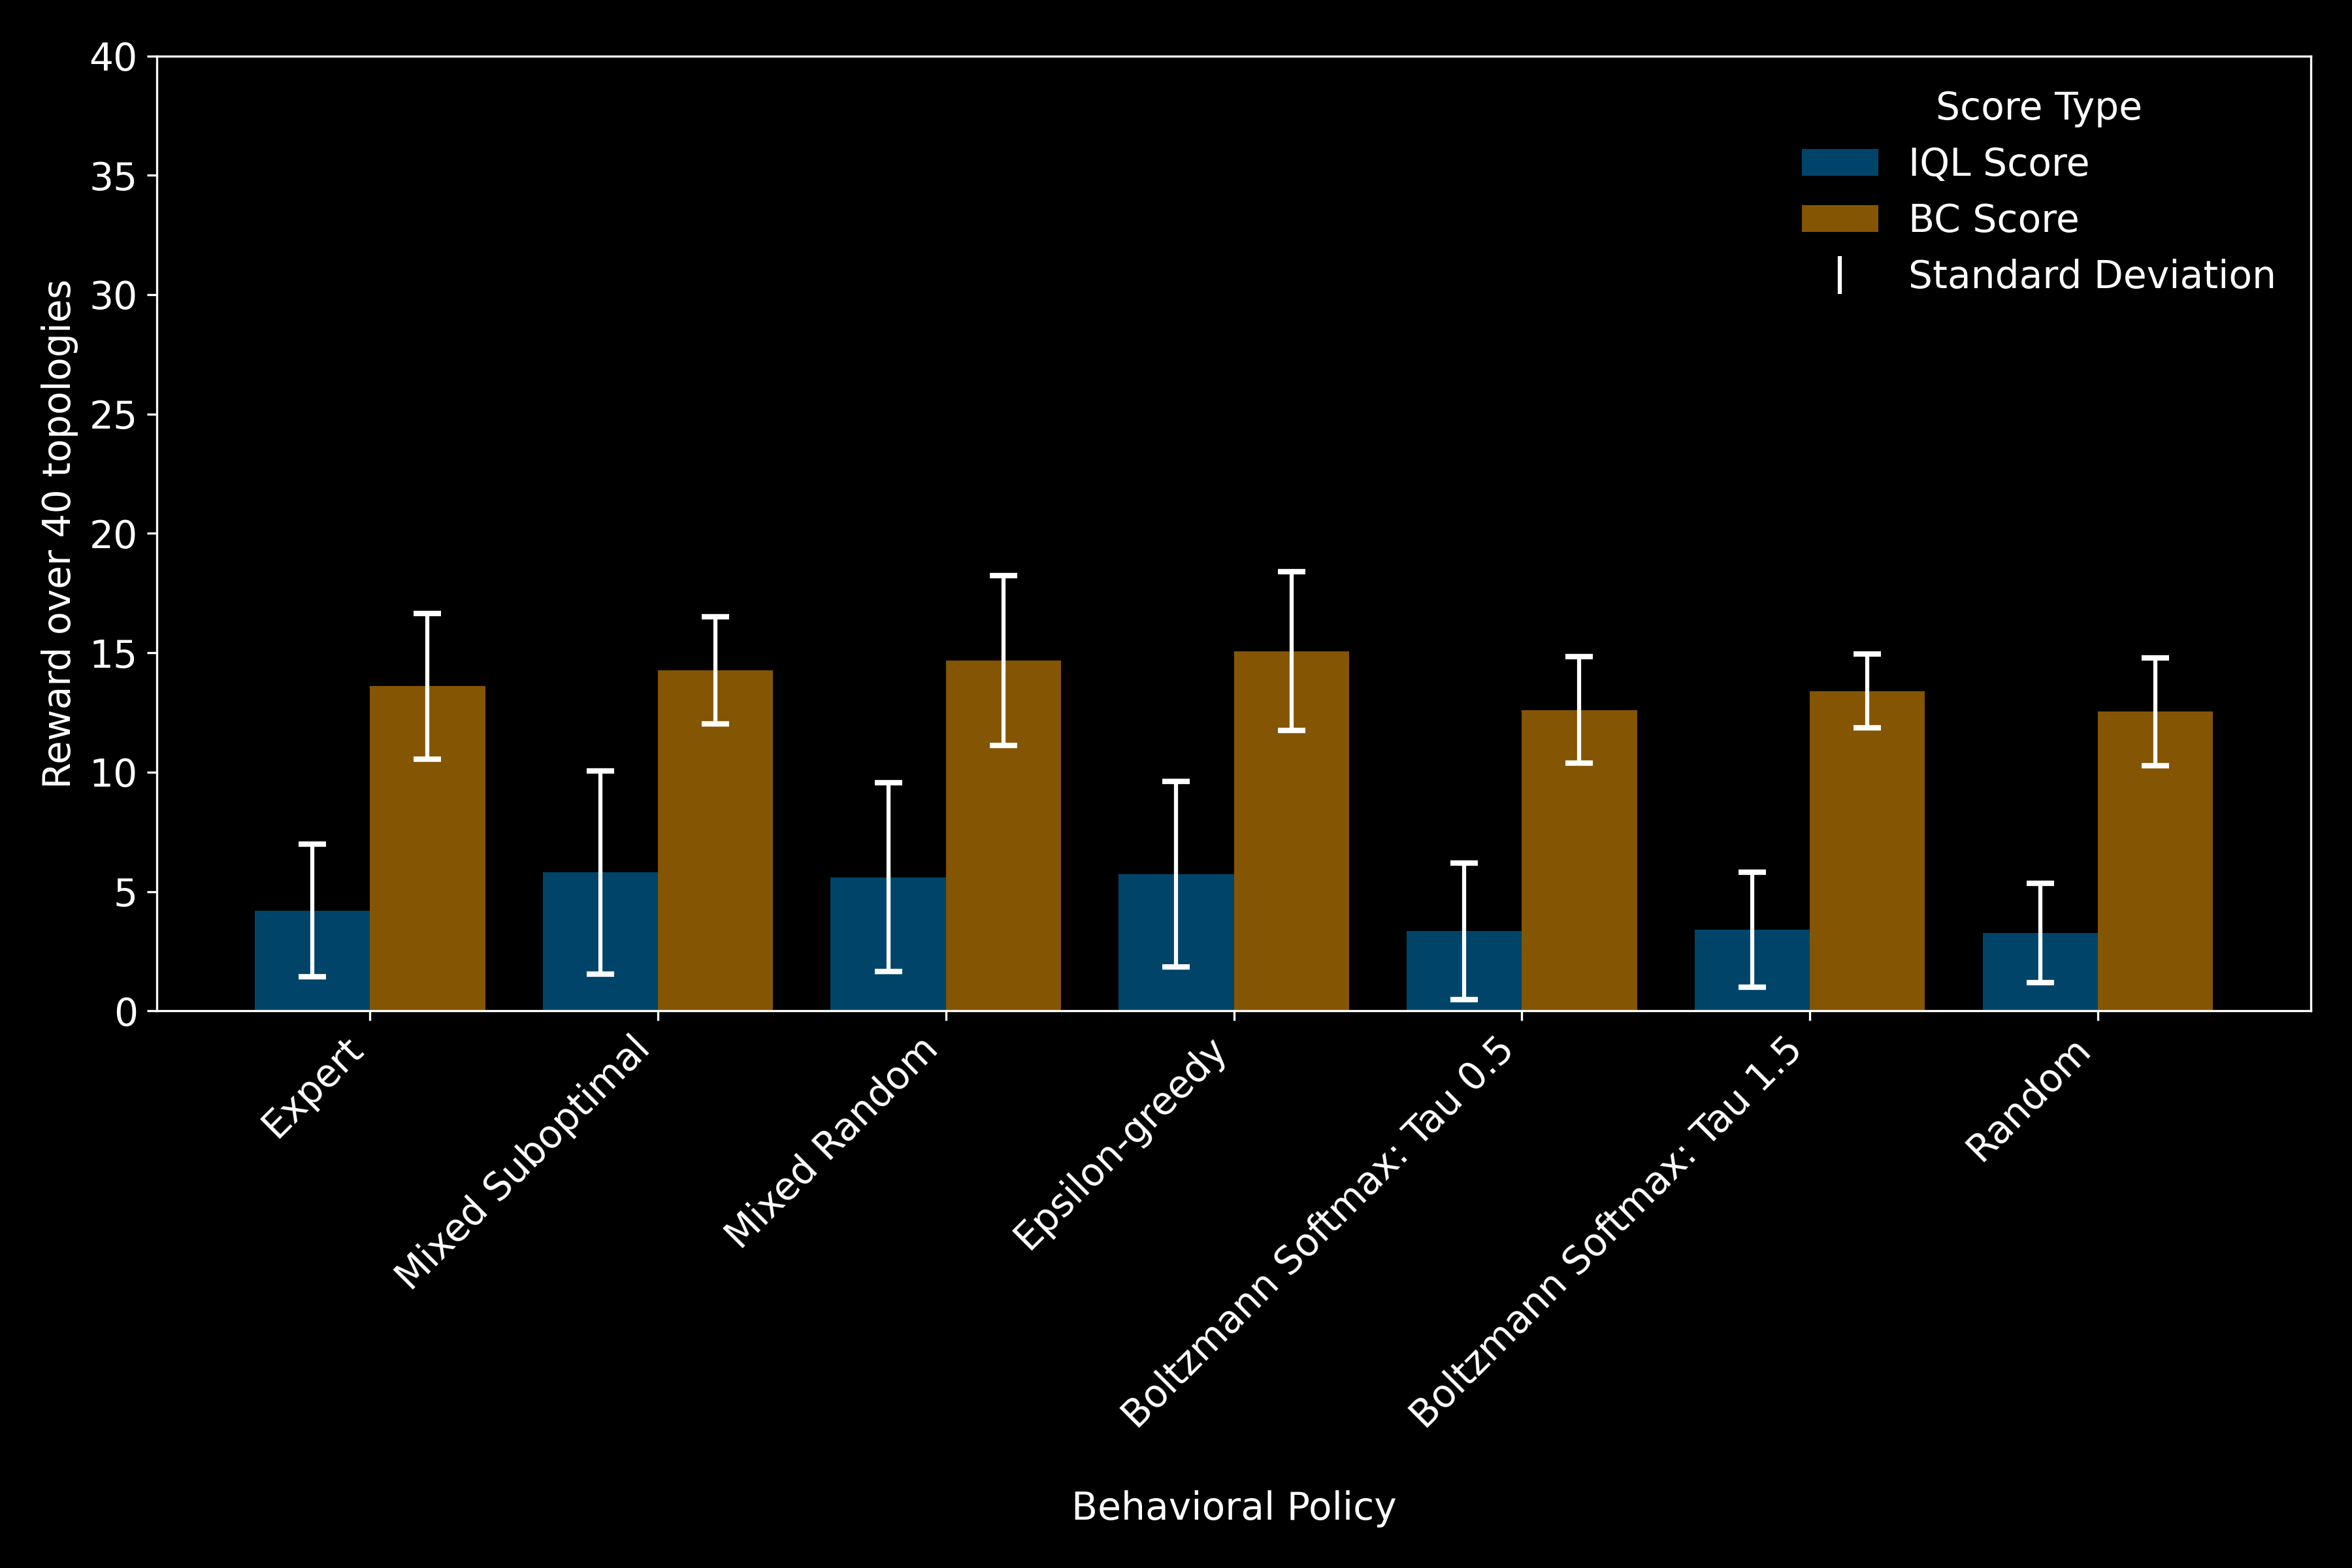 Score Type
IQL Score
BC Score
Standard Deviation
Reward over 40 topologies
40
35
30
25
20
15
10
5
0
Expert
Mixed Suboptimal
Mixed Random
Epsilon-greedy
Boltzmann Softmax: Tau 0.5
Boltzmann Softmax: Tau 1.5
Random
Behavioral Policy